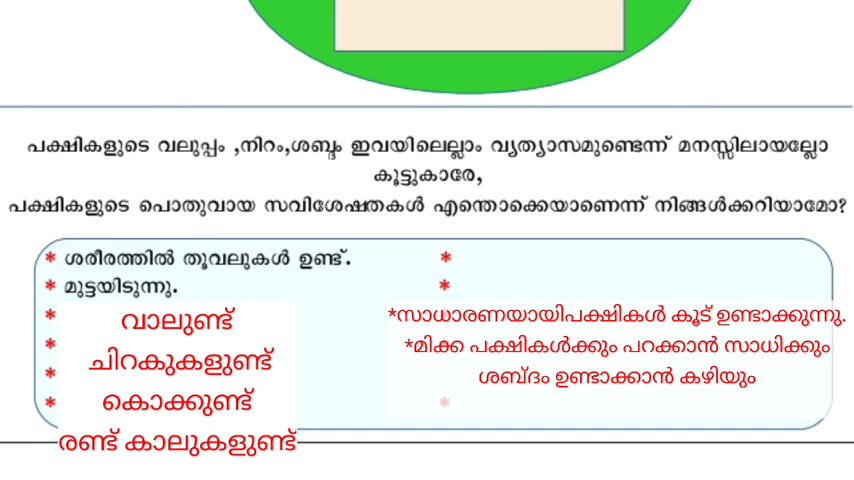 പക്ഷികളുടെ വലുപ്പം ,നിറം,ശബ്ദം ഇവയിലെല്ലാം വ്യത്യാസമുണ്ടെന്ന് മനസ്സിലായല്ലോ
കൂട്ടുകാരേ,
പക്ഷികളുടെ പൊതുവായ സവിശേഷതകൾ എന്തൊക്കെയാണെന്ന് നിങ്ങൾക്കറിയാമോ?
* ശരീരത്തിൽ തൂവലുകൾ ഉണ്ട്.
* മുട്ടയിടുന്നു.
* വാലുണ്ട്
* ചിറകുകളുണ്ട്
* കൊക്കുണ്ട്
* രണ്ട് കാലുകളുണ്ട്
*
*
*സാധാരണയായിപക്ഷികൾ കൂട് ഉണ്ടാക്കുന്നു.
*മിക്ക പക്ഷികൾക്കും പറക്കാൻ സാധിക്കും
ശബ്ദം ഉണ്ടാക്കാൻ കഴിയും
*